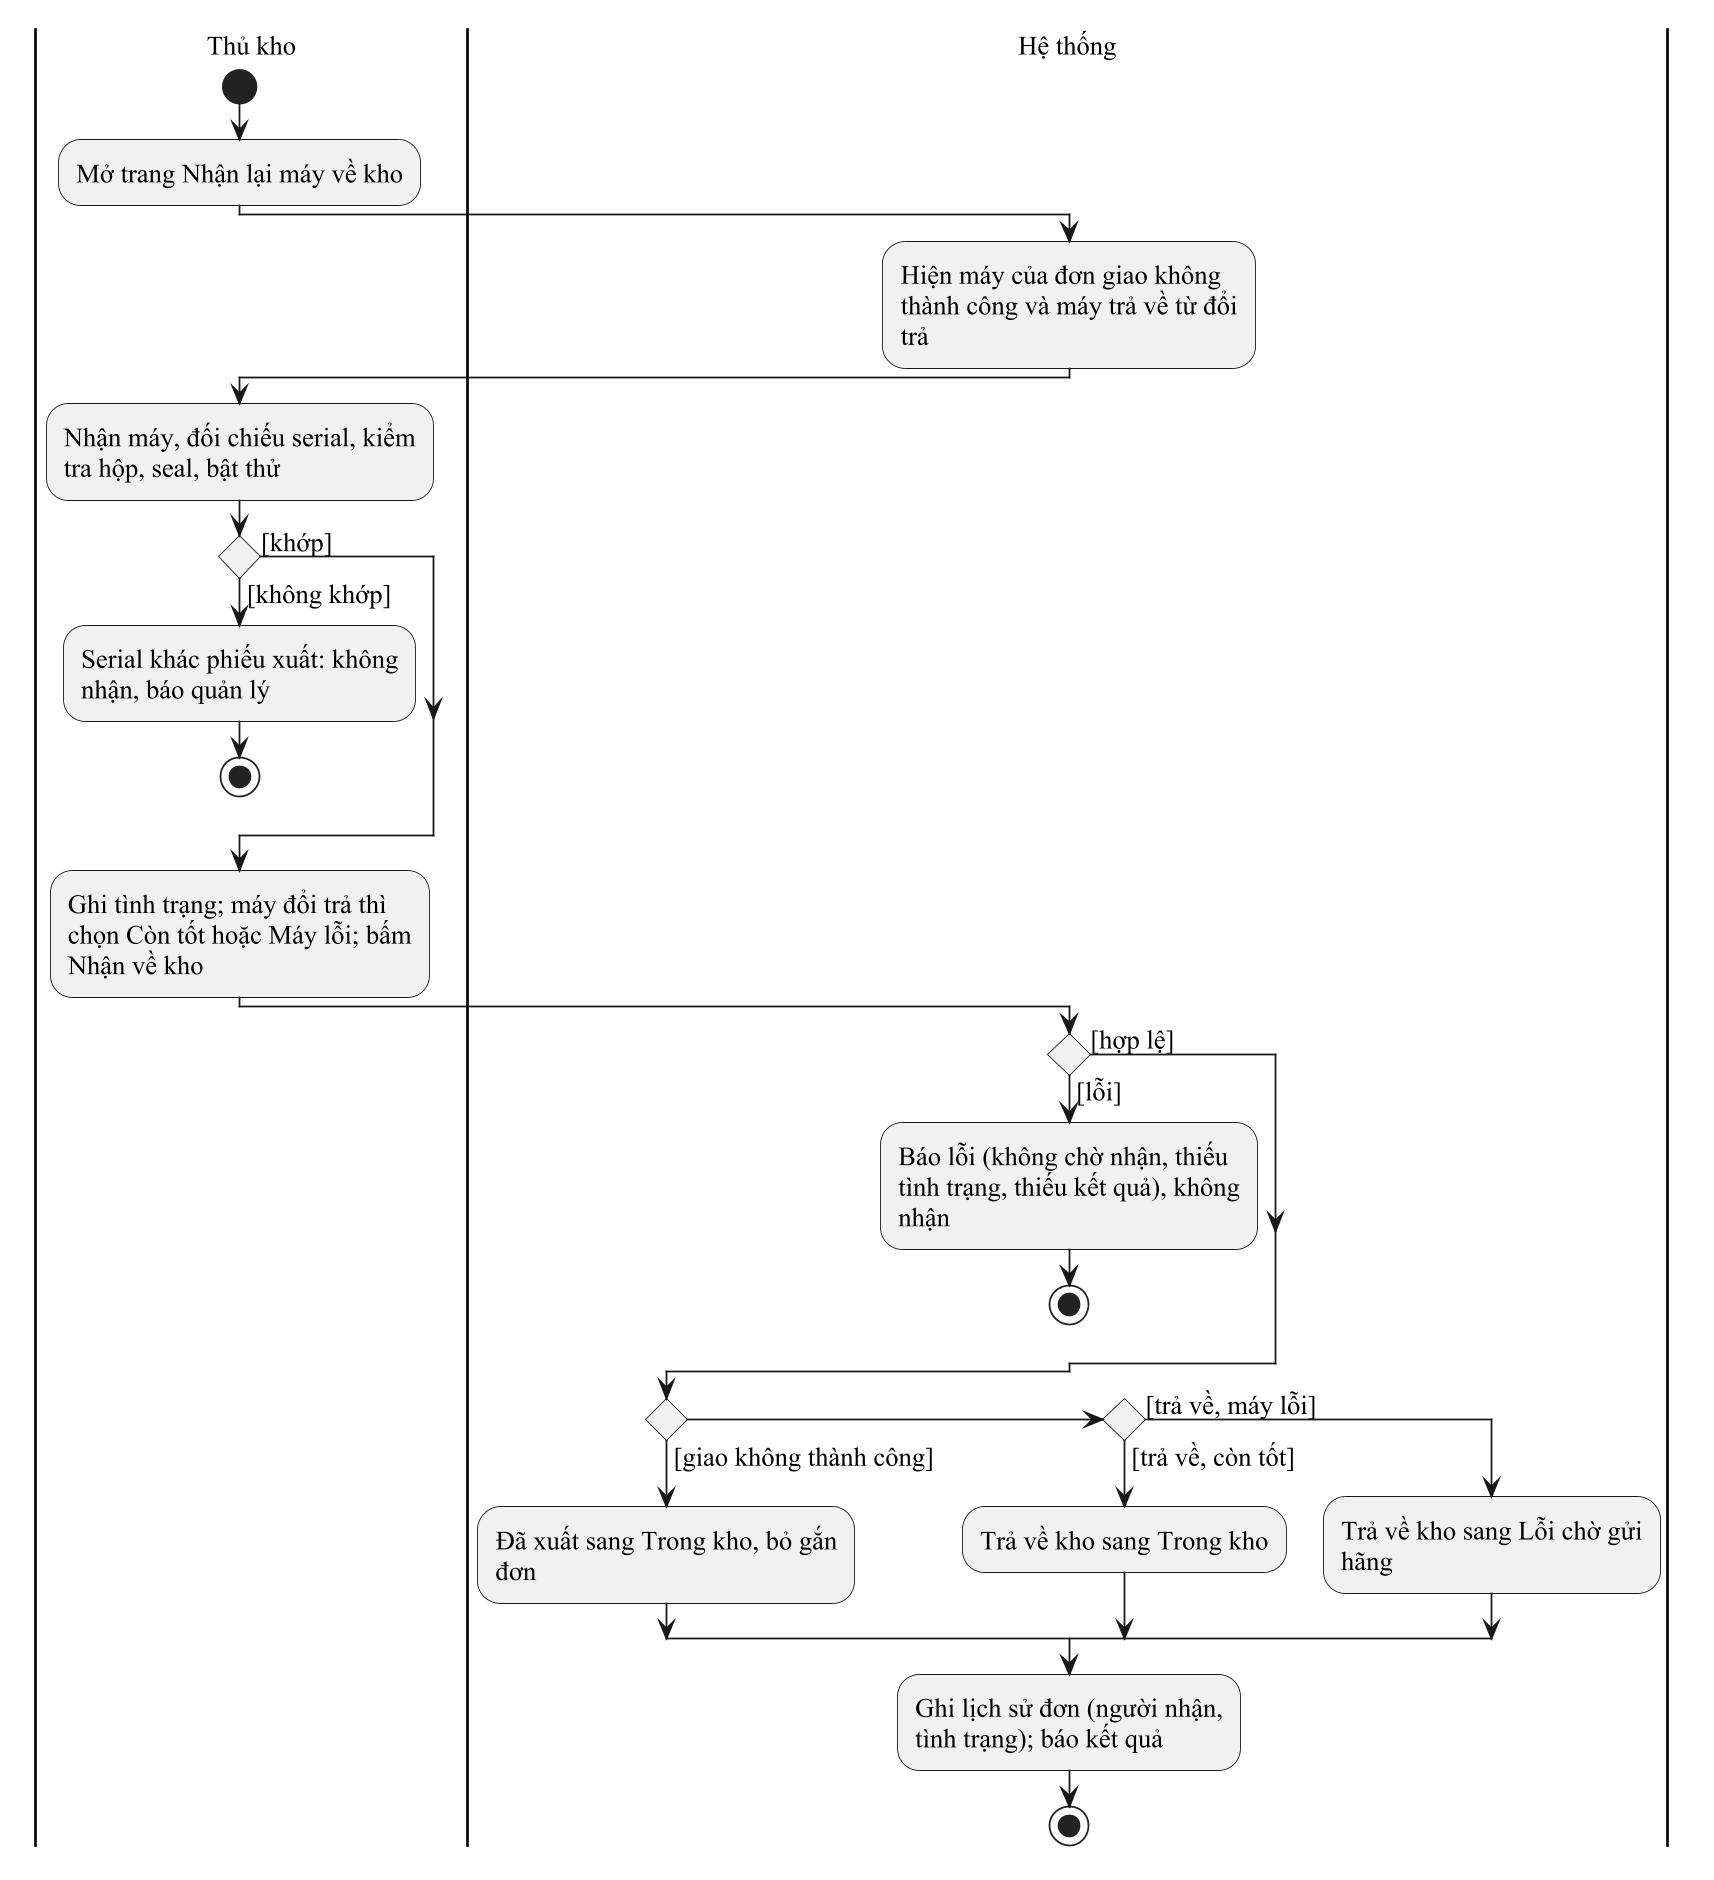 Thủ kho
Hệ thống
Mở trang Nhận lại máy về kho
Hiện máy của đơn giao không
thành công và máy trả về từ đổi
trả
Nhận máy, đối chiếu serial, kiểm
tra hộp, seal, bật thử
[khớp]
[không khớp]
Serial khác phiếu xuất: không
nhận, báo quản lý
Ghi tình trạng; máy đổi trả thì
chọn Còn tốt hoặc Máy lỗi; bấm
Nhận về kho
[hợp lệ]
[lỗi]
Báo lỗi (không chờ nhận, thiếu
tình trạng, thiếu kết quả), không
nhận
[trả về, máy lỗi]
[giao không thành công]
[trả về, còn tốt]
Đã xuất sang Trong kho, bỏ gắn
đơn
Trả về kho sang Trong kho
Trả về kho sang Lỗi chờ gửi
hãng
Ghi lịch sử đơn (người nhận,
tình trạng); báo kết quả